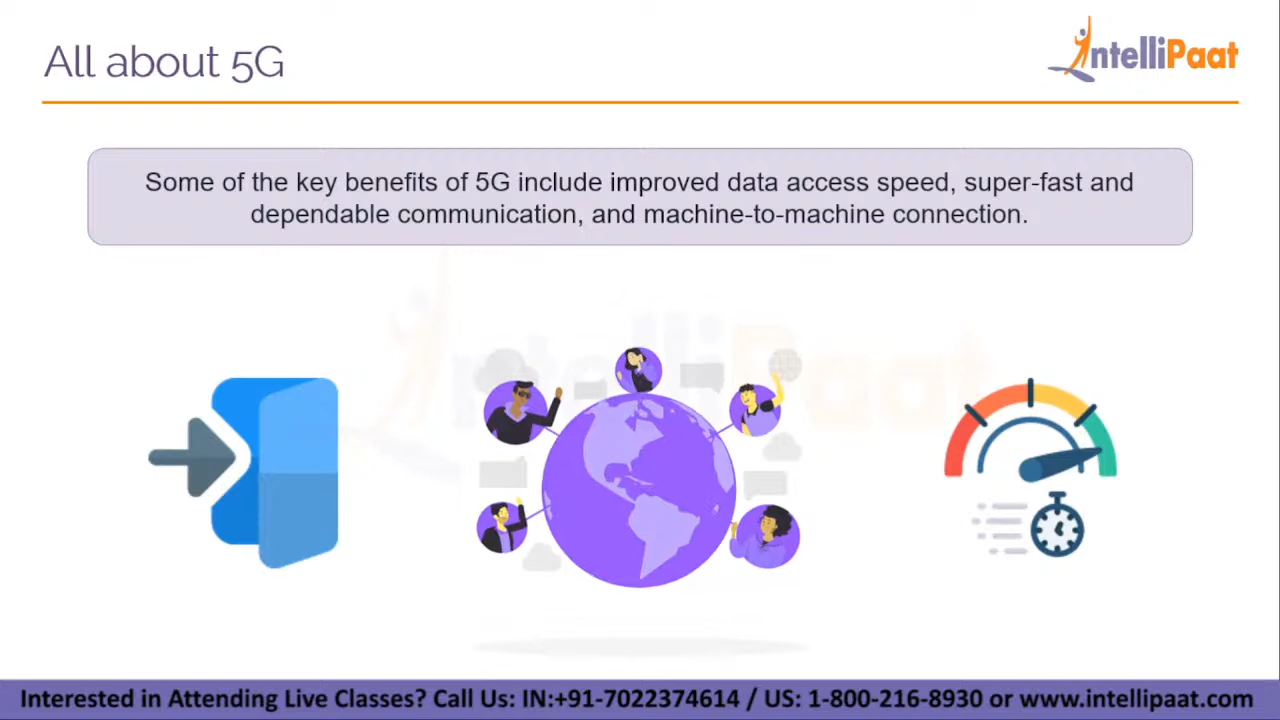 All about 5G
IntelliPaat
Some of the key benefits of 5G include improved data access speed, super-fast and
dependable communication, and machine-to-machine connection.
IntelliPaat
Interested in Attending Live Classes? Call Us: IN:+91-7022374614 / US: 1-800-216-8930 or www.intellipaat.com